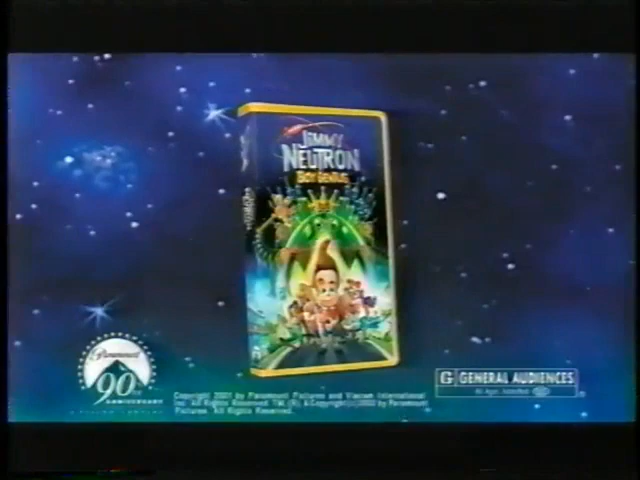 JIMMY
NEUTRON
BOY GENIUS
Paramount
90TH
ANNIVERSARY
Copyright 2001 by Paramount Pictures and Viacom International
Inc. All Rights Reserved. TM, (R), & Copyright (c) 2002 by Paramount
Pictures. All Rights Reserved.
G GENERAL AUDIENCES
All Ages Admitted